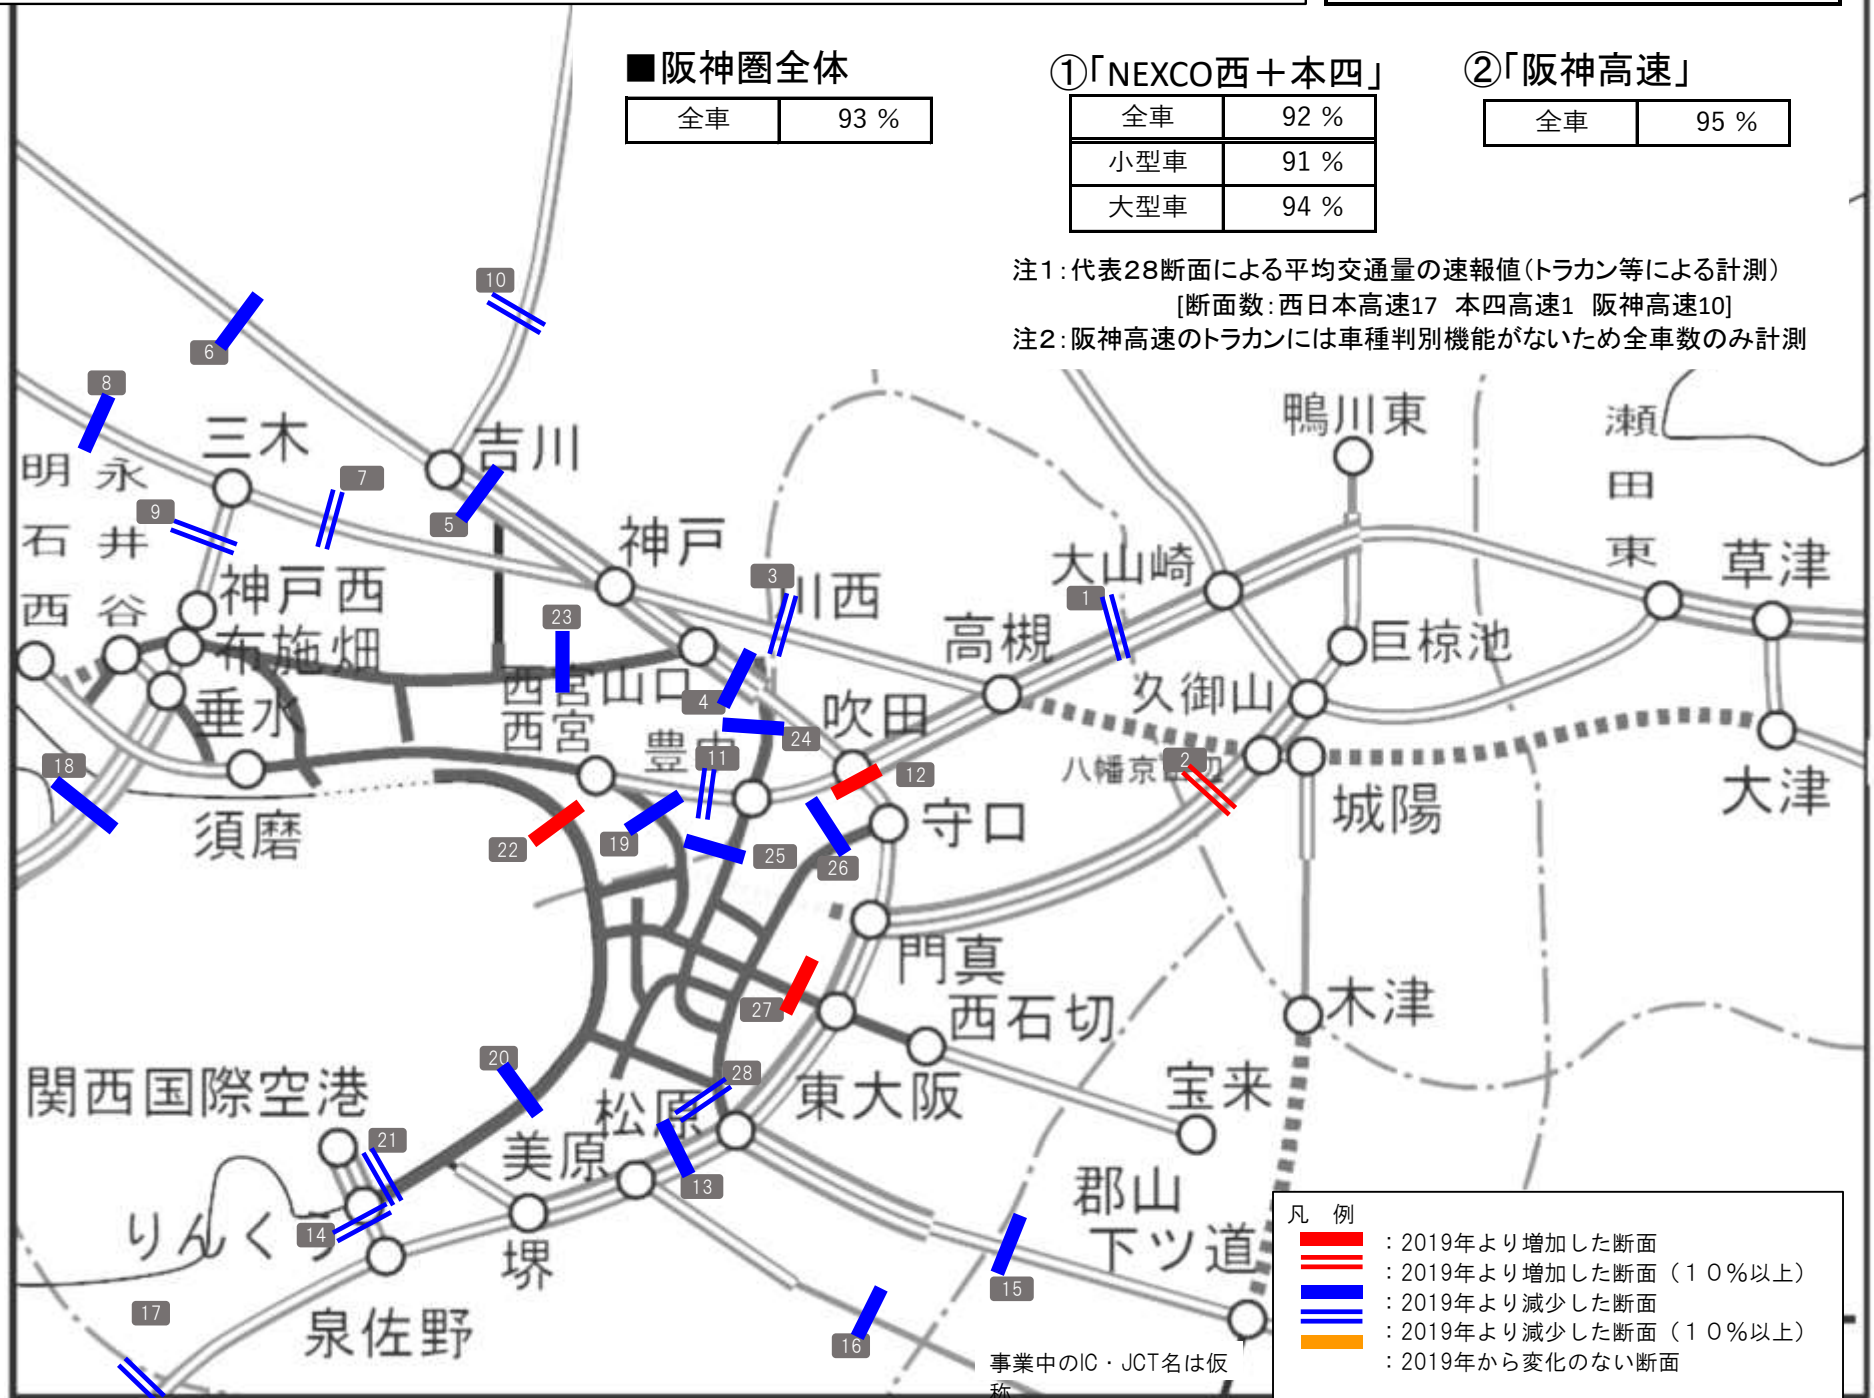 ■阪神圏全体
全車 93 %
①「NEXCO西＋本四」
全車 92 %
小型車 91 %
大型車 94 %
②「阪神高速」
全車 95 %
注1：代表28断面による平均交通量の速報値（トラカン等による計測）
[断面数：西日本高速17 本四高速1 阪神高速10]
注2：阪神高速のトラカンには車種判別機能がないため全車数のみ計測
10
6
8
三木
吉川
鴨川東
瀬田東
明石西
永井谷
7
9
5
神戸
3
川西
大山崎
1
草津
神戸西
布施畑
23
高槻
巨椋池
垂水
西宮山口
西宮
4
吹田
久御山
24
豊中
11
18
12
八幡京田辺
2
城陽
大津
須磨
22
19
25
26
守口
門真
27
西石切
木津
20
関西国際空港
松原
28
東大阪
宝来
21
美原
13
郡山
下ツ道
りんくう
14
堺
15
17
泉佐野
16
事業中のIC・JCT名は仮
称
凡 例
：2019年より増加した断面
：2019年より増加した断面（１０％以上）
：2019年より減少した断面
：2019年より減少した断面（１０％以上）
：2019年から変化のない断面